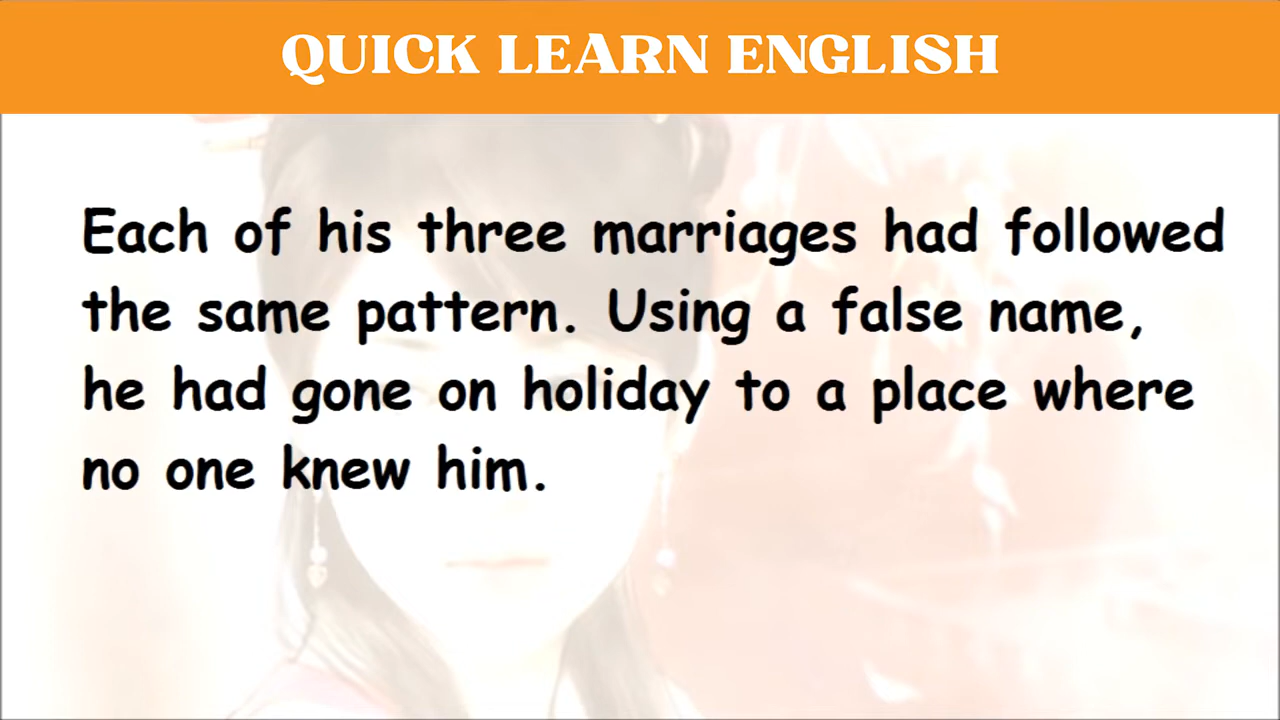 QUICK LEARN ENGLISH
Each of his three marriages had followed
the same pattern. Using a false name,
he had gone on holiday to a place where
no one knew him.